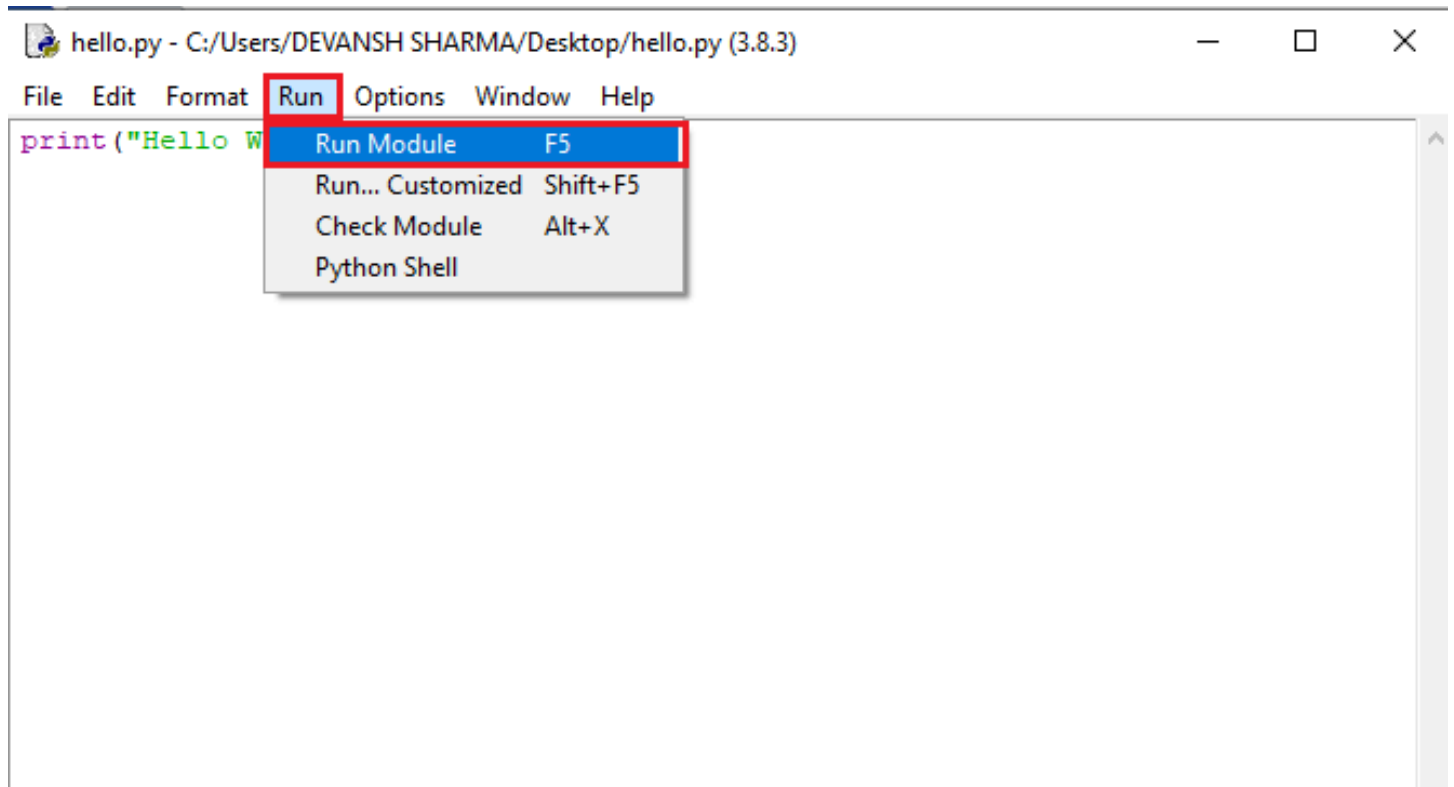 hello.py - C:/Users/DEVANSH SHARMA/Desktop/hello.py (3.8.3)
File Edit Format Run Options Window Help
print("Hello W
Run Module F5
Run... Customized Shift+F5
Check Module Alt+X
Python Shell